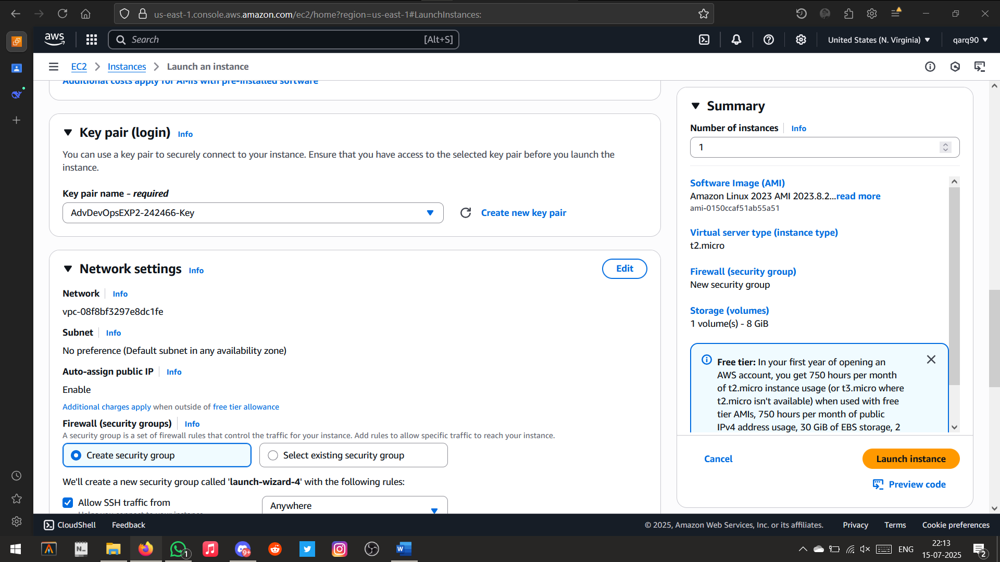 us-east-1.console.aws.amazon.com/ec2/home?region=us-east-1#LaunchInstances:
aws
Search
[Alt+S]
United States (N. Virginia)
qarq90
EC2
Instances
Launch an instance
Additional costs apply for AMIs with pre-installed software
Key pair (login)
Info
You can use a key pair to securely connect to your instance. Ensure that you have access to the selected key pair before you launch the
instance.
Key pair name - required
AdvDevOpsEXP2-242466-Key
Create new key pair
Network settings
Info
Edit
Network
Info
vpc-08f8bf3297e8dc1fe
Subnet
Info
No preference (Default subnet in any availability zone)
Auto-assign public IP
Info
Enable
Additional charges apply when outside of free tier allowance
Firewall (security groups)
Info
A security group is a set of firewall rules that control the traffic for your instance. Add rules to allow specific traffic to reach your instance.
Create security group
Select existing security group
We'll create a new security group called 'launch-wizard-4' with the following rules:
Allow SSH traffic from
Anywhere
Summary
Number of instances
Info
1
Software Image (AMI)
Amazon Linux 2023 AMI 2023.8.2...read more
ami-0150ccaf51ab55a51
Virtual server type (instance type)
t2.micro
Firewall (security group)
New security group
Storage (volumes)
1 volume(s) - 8 GiB
Free tier: In your first year of opening an
AWS account, you get 750 hours per month
of t2.micro instance usage (or t3.micro where
t2.micro isn't available) when used with free
tier AMIs, 750 hours per month of public
IPv4 address usage, 30 GiB of EBS storage, 2
Cancel
Launch instance
Preview code
CloudShell
Feedback
© 2025, Amazon Web Services, Inc. or its affiliates.
Privacy
Terms
Cookie preferences
N_
1
9+
W
ENG
22:13
15-07-2025
2